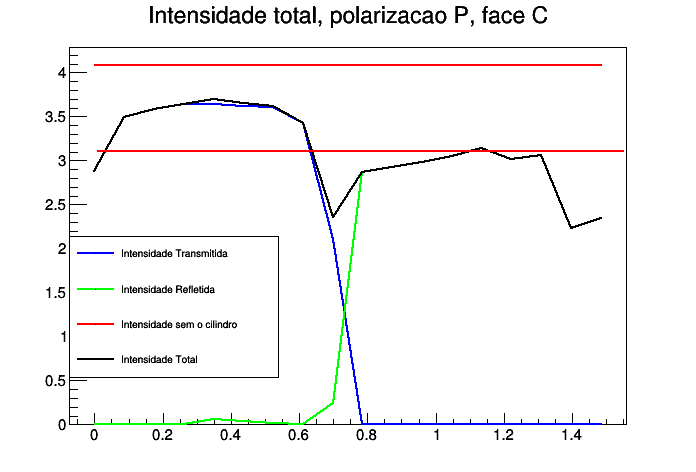 Intensidade total, polarizacao P, face C
4
3.5
3
2.5
2
1.5
1
0.5
0
Intensidade Transmitida
Intensidade Refletida
Intensidade sem o cilindro
Intensidade Total
0 0.2 0.4 0.6 0.8 1 1.2 1.4